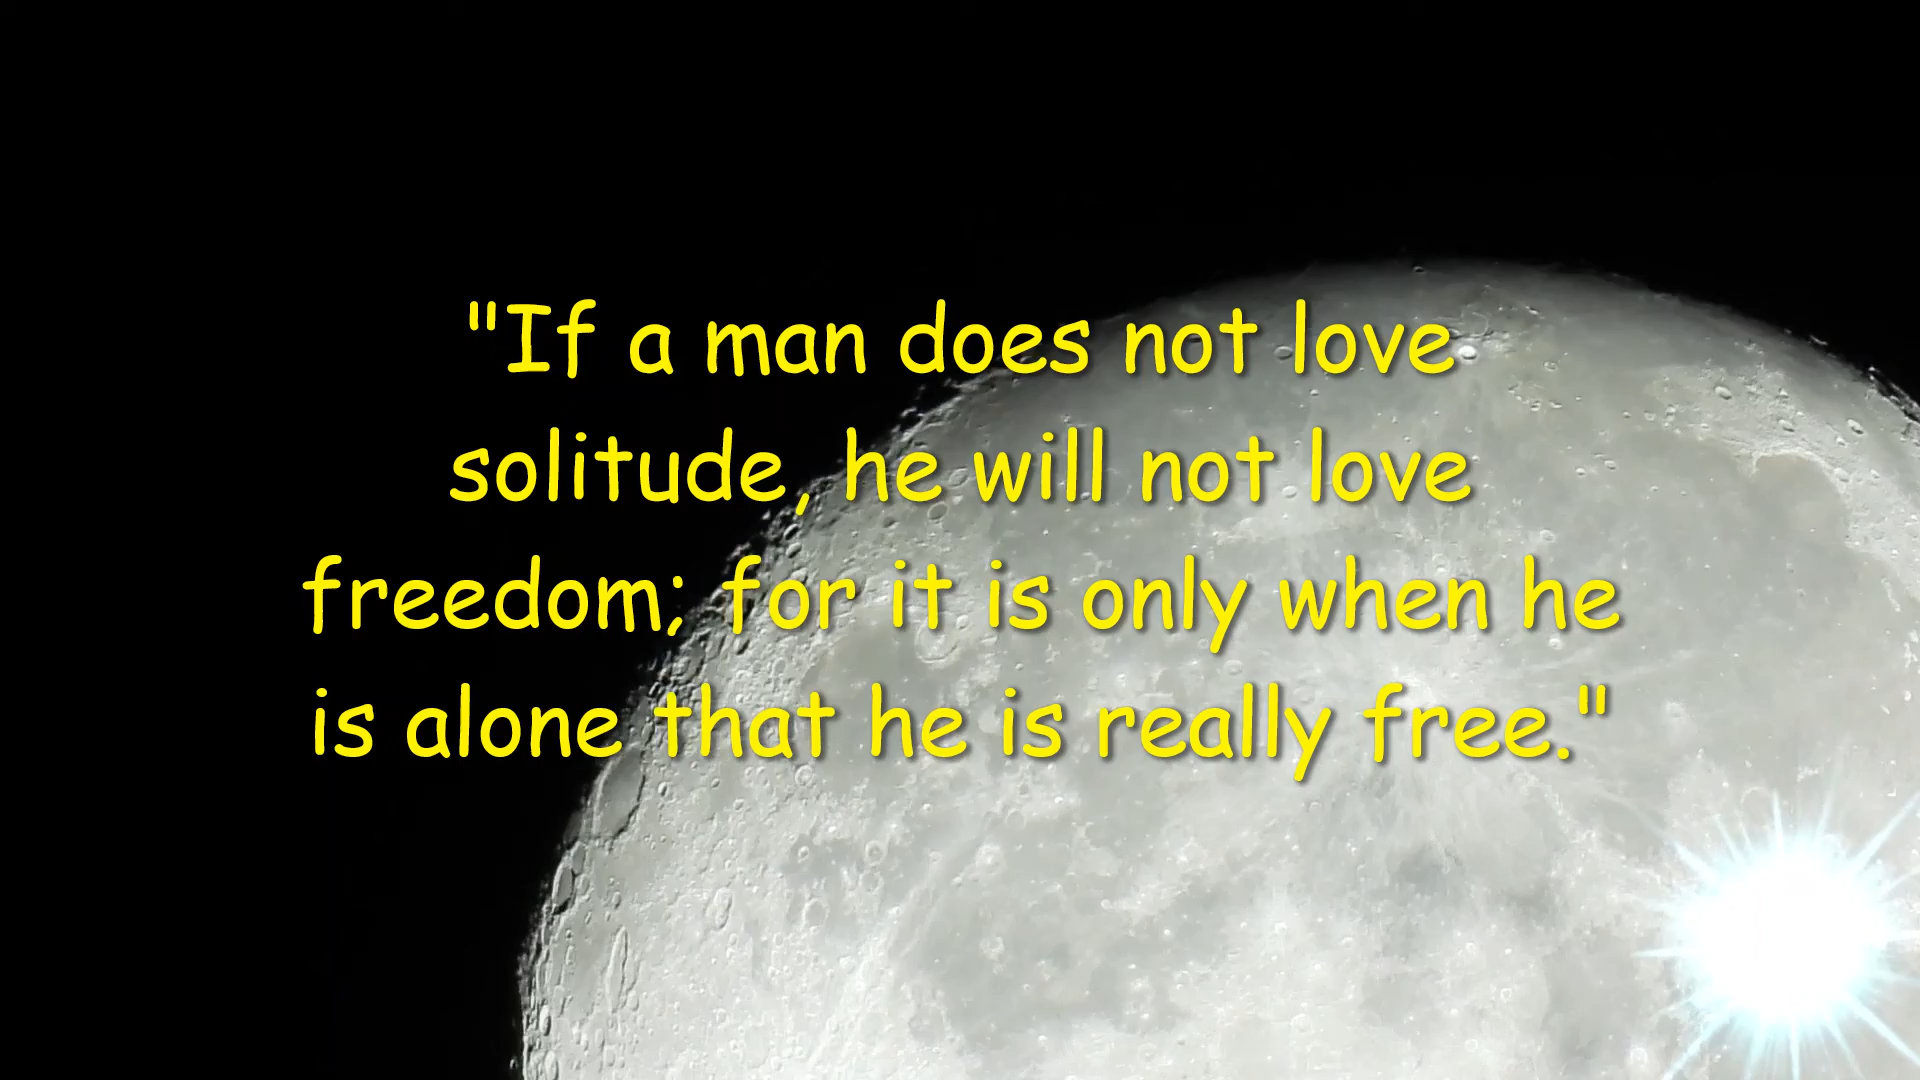 "If a man does not love
solitude, he will not love
freedom; for it is only when he
is alone that he is really free."